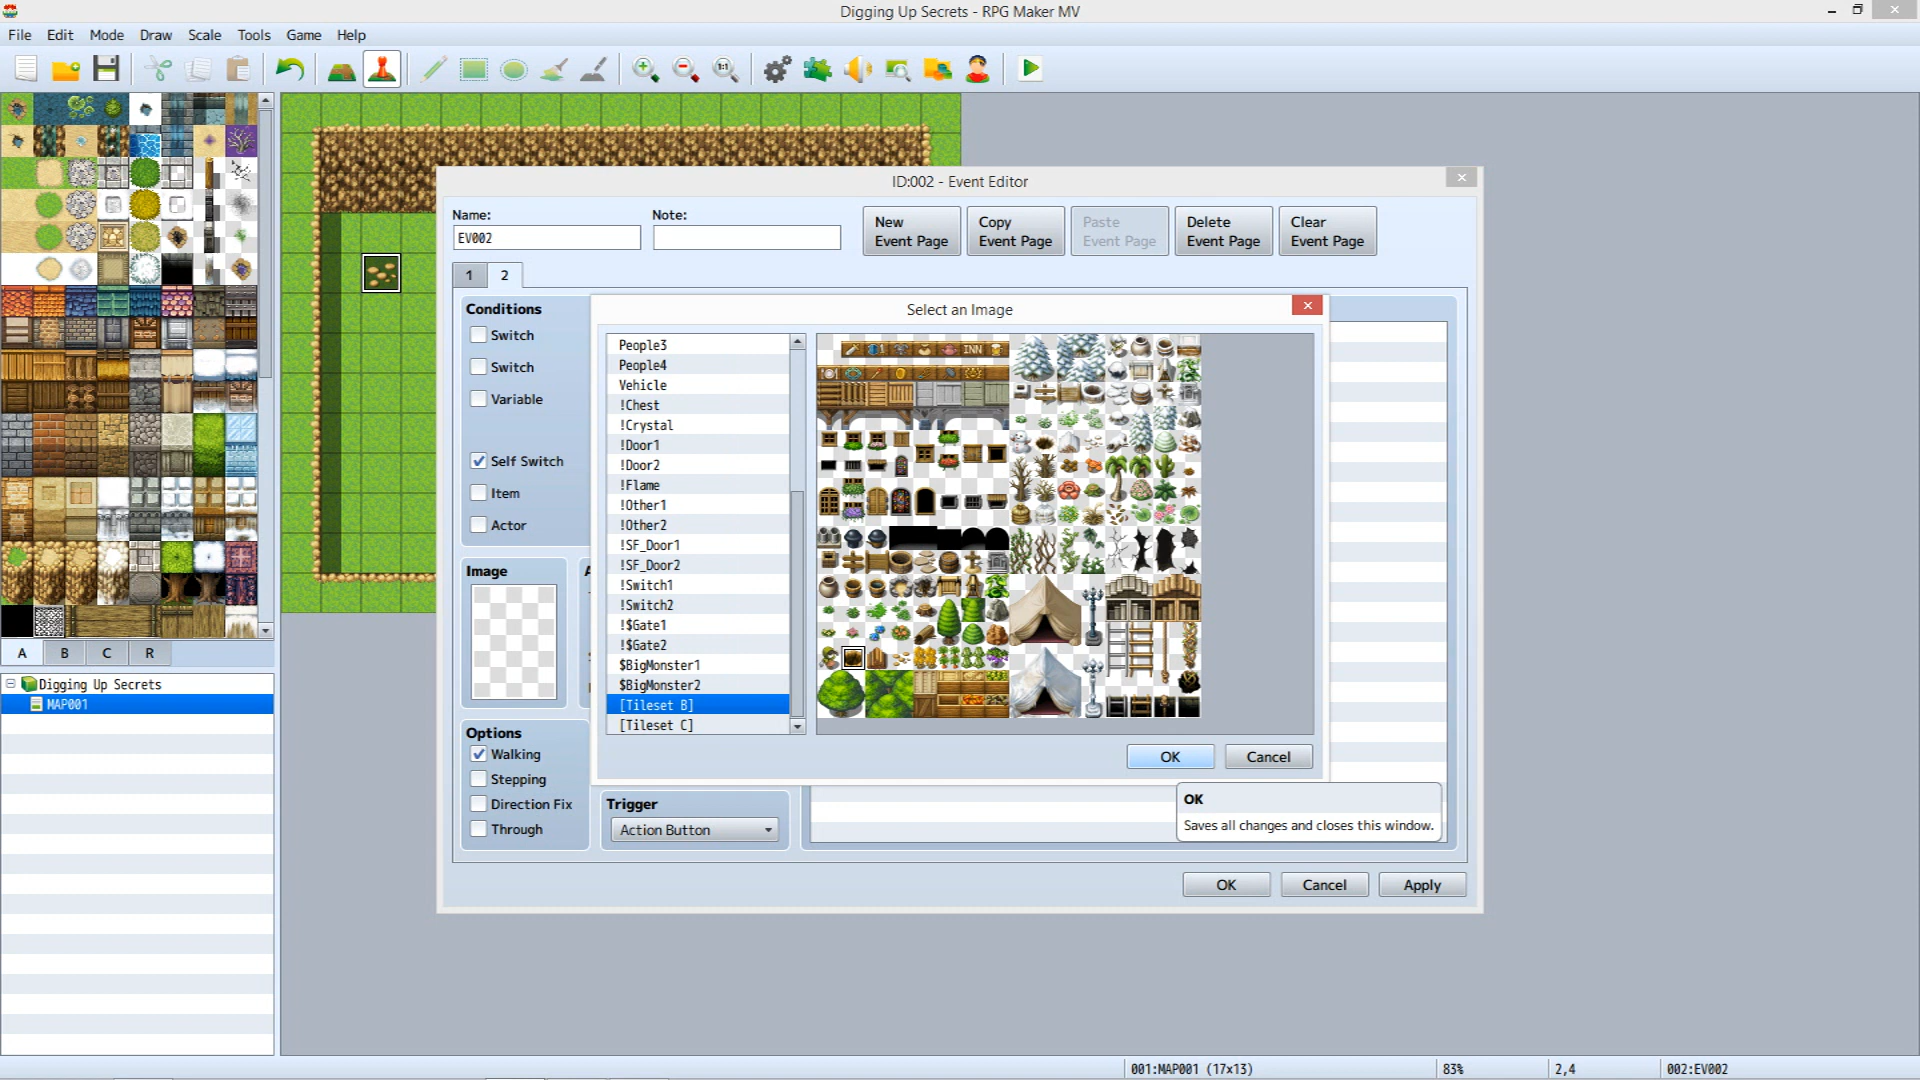 Digging Up Secrets - RPG Maker MV
File Edit Mode Draw Scale Tools Game Help
1:1
ID:002 - Event Editor
Name:
Note:
EV002
New
Event Page
Copy
Event Page
Paste
Event Page
Delete
Event Page
Clear
Event Page
1 2
Conditions
Switch
Switch
Variable
Self Switch
Item
Actor
Image
Options
Walking
Stepping
Direction Fix
Through
Trigger
Action Button
Select an Image
People3
People4
Vehicle
!Chest
!Crystal
!Door1
!Door2
!Flame
!Other1
!Other2
!SF_Door1
!SF_Door2
!Switch1
!Switch2
!$Gate1
!$Gate2
$BigMonster1
$BigMonster2
[Tileset B]
[Tileset C]
INN
OK Cancel
OK
Saves all changes and closes this window.
OK Cancel Apply
A B C R
Digging Up Secrets
MAP001
001:MAP001 (17x13)
83%
2,4
002:EV002